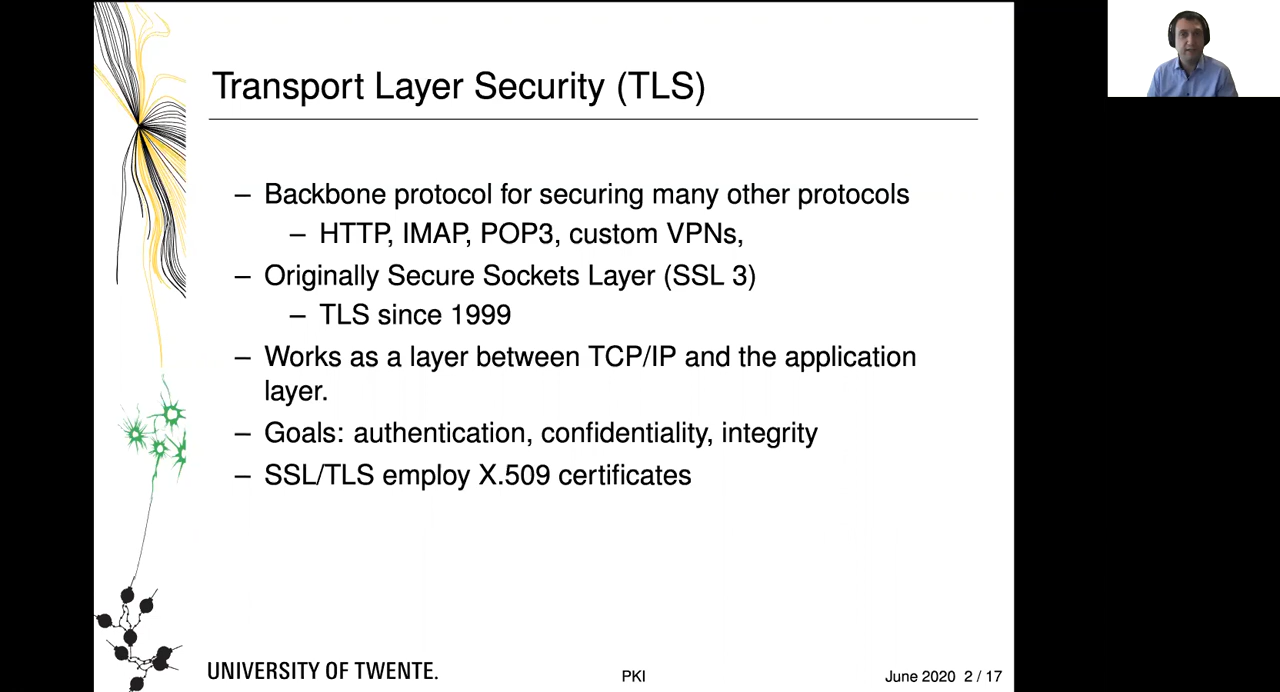 Transport Layer Security (TLS)
– Backbone protocol for securing many other protocols
– HTTP, IMAP, POP3, custom VPNs,
– Originally Secure Sockets Layer (SSL 3)
– TLS since 1999
– Works as a layer between TCP/IP and the application
layer.
– Goals: authentication, confidentiality, integrity
– SSL/TLS employ X.509 certificates
UNIVERSITY OF TWENTE.
PKI
June 2020 2 / 17